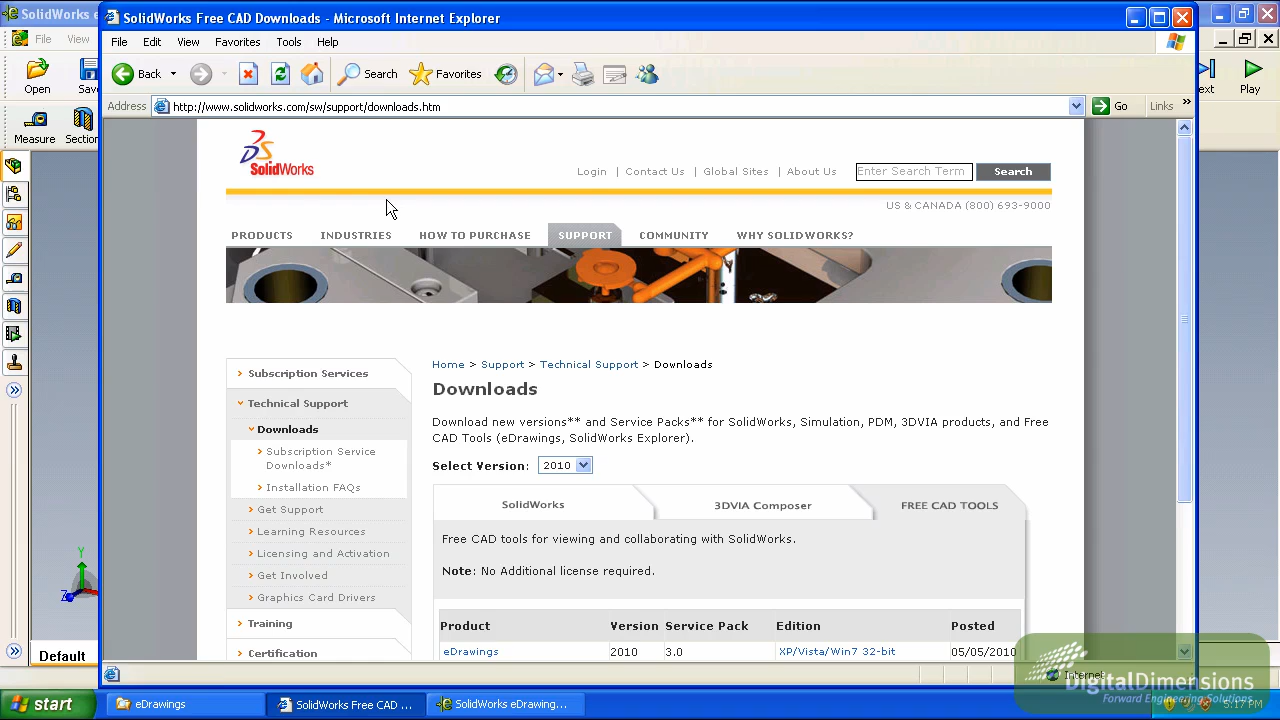 SolidWorks e
SolidWorks Free CAD Downloads - Microsoft Internet Explorer
File View
File Edit View Favorites Tools Help
Open Save
Back Search Favorites
ext Play
Address http://www.solidworks.com/sw/support/downloads.htm Go Links »
Measure Section
SolidWorks
Login | Contact Us | Global Sites | About Us Enter Search Term Search
US & CANADA (800) 693-9000
PRODUCTS INDUSTRIES HOW TO PURCHASE SUPPORT COMMUNITY WHY SOLIDWORKS?
Home > Support > Technical Support > Downloads
Subscription Services
Downloads
Technical Support
Download new versions** and Service Packs** for SolidWorks, Simulation, PDM, 3DVIA products, and Free
CAD Tools (eDrawings, SolidWorks Explorer).
Downloads
Subscription Service
Downloads*
Select Version: 2010
Installation FAQs
Get Support
SolidWorks 3DVIA Composer FREE CAD TOOLS
Learning Resources
Free CAD tools for viewing and collaborating with SolidWorks.
Licensing and Activation
Get Involved
Note: No Additional license required.
Graphics Card Drivers
Y
Z
Training
Product Version Service Pack Edition Posted
Certification
eDrawings 2010 3.0 XP/Vista/Win7 32-bit 05/05/2010
Default
Internet
DigitalDimensions
Forward Engineering Solutions
start eDrawings SolidWorks Free CAD ... SolidWorks eDrawing... 5:17 PM